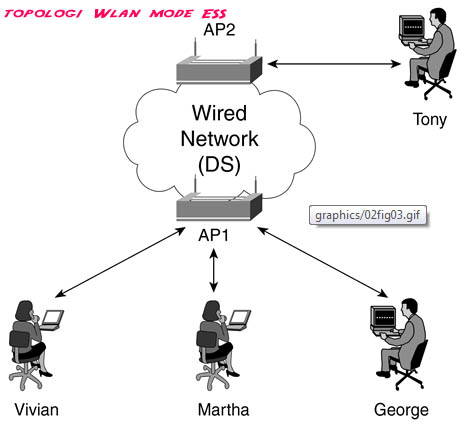 TOPOLOGI WLAN MODE ESS
AP2
Tony
Wired
Network
(DS)
graphics/02fig03.gif
AP1
Vivian
Martha
George